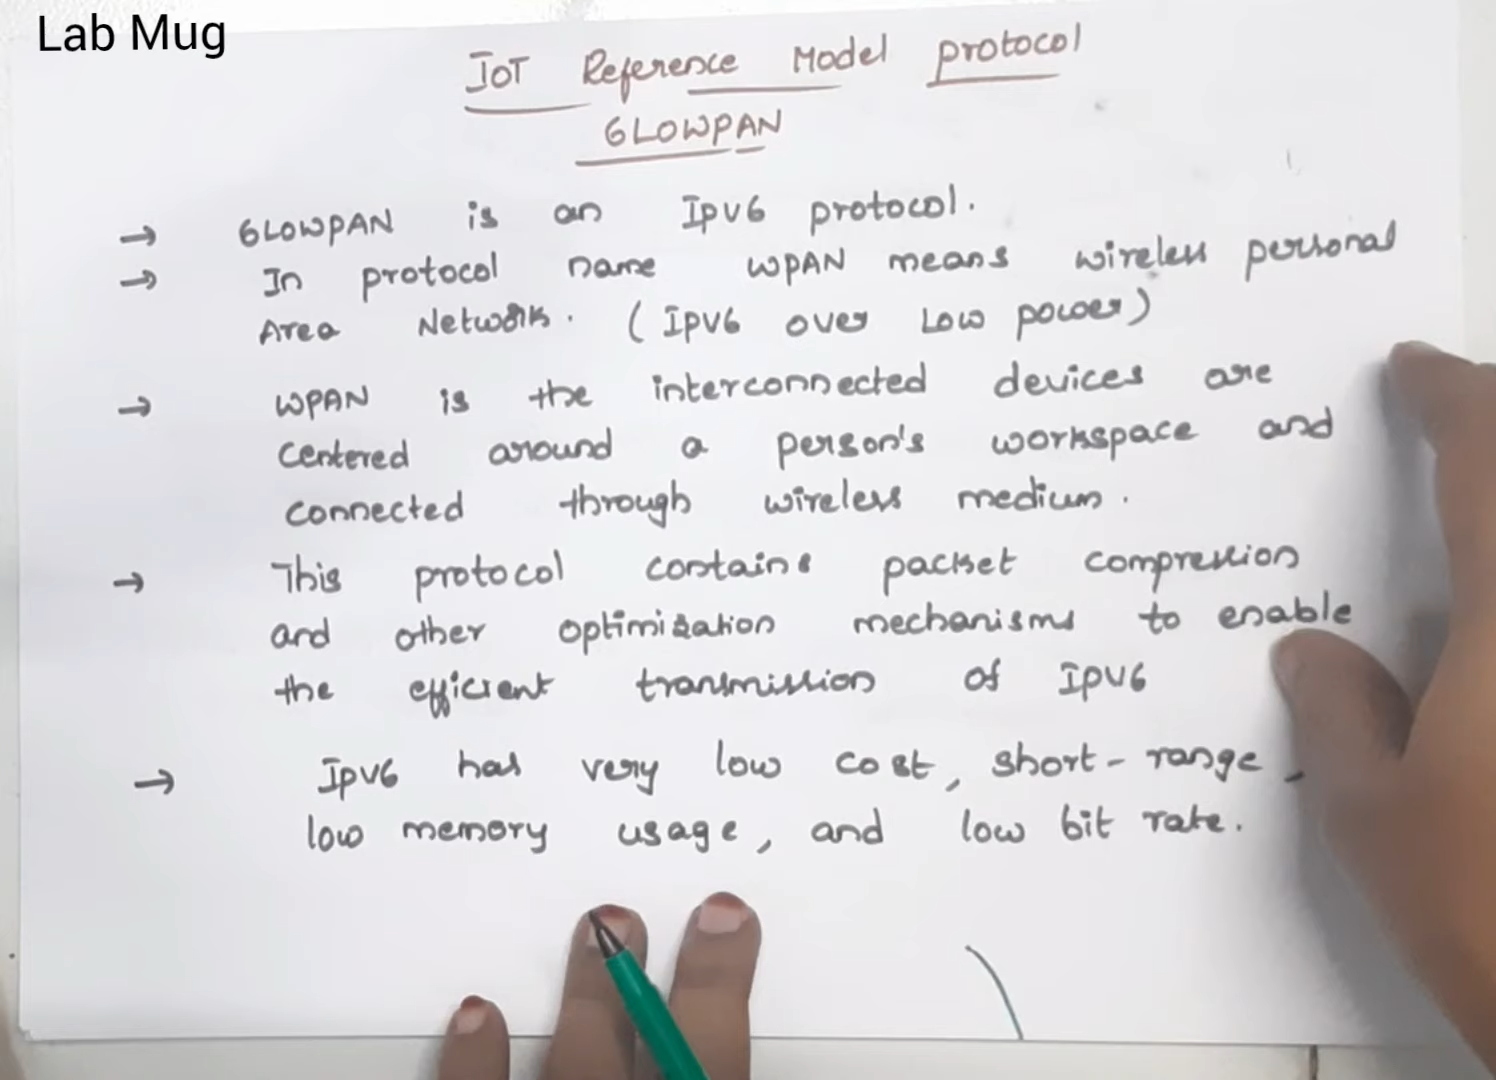 Lab Mug
IOT Reference Model protocol
6LOWPAN
→ 6LOWPAN is an IPV6 protocol.
→ In protocol name WPAN means wireless personal
Area Network. (IPV6 over Low power)
→ WPAN is the interconnected devices are
centered around a person's workspace and
connected through wireless medium.
→ This protocol contains packet compression
and other optimization mechanisms to enable
the efficient transmission of IPV6
→ IPV6 has very low cost, short-range,
low memory usage, and low bit rate.